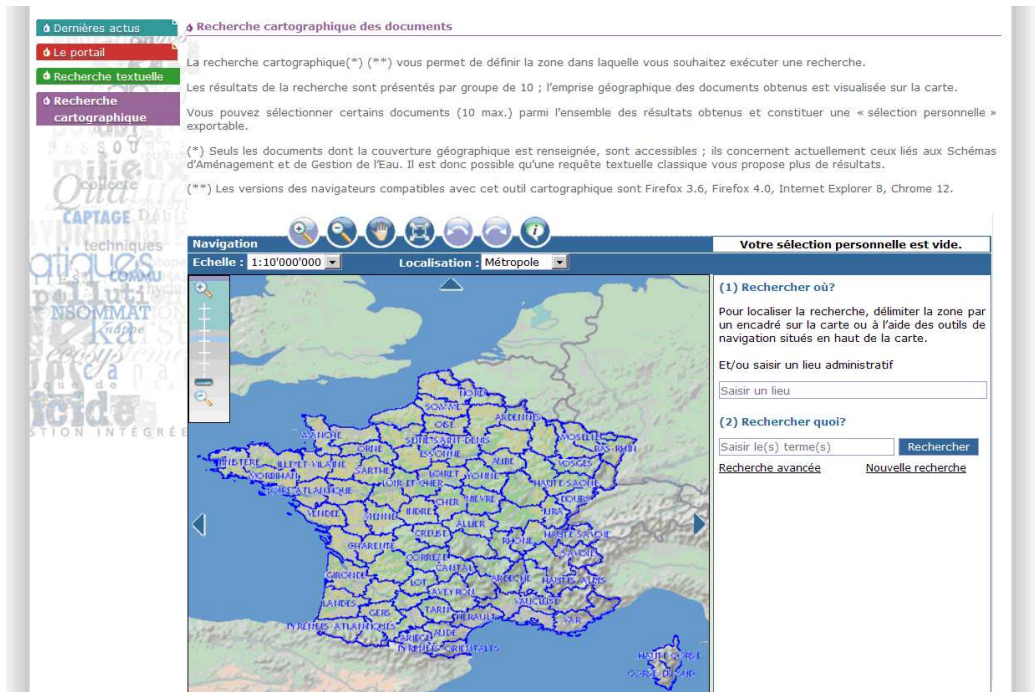 Dernières actus
Le portail
Recherche textuelle
Recherche
cartographique
CAPTAGE
techniques
Recherche cartographique des documents
La recherche cartographique(*) (**) vous permet de définir la zone dans laquelle vous souhaitez exécuter une recherche.
Les résultats de la recherche sont présentés par groupe de 10 ; l'emprise géographique des documents obtenus est visualisée sur la carte.
Vous pouvez sélectionner certains documents (10 max.) parmi l'ensemble des résultats obtenus et constituer une « sélection personnelle »
exportable.
(*) Seuls les documents dont la couverture géographique est renseignée, sont accessibles ; ils concernent actuellement ceux liés aux Schémas
d'Aménagement et de Gestion de l'Eau. Il est donc possible qu'une requête textuelle classique vous propose plus de résultats.
(**) Les versions des navigateurs compatibles avec cet outil cartographique sont Firefox 3.6, Firefox 4.0, Internet Explorer 8, Chrome 12.
Navigation
Votre sélection personnelle est vide.
Echelle : 1:10'000'000
Localisation : Métropole
NORD
SOMME
OISE
ARDENNES
MANCHE
SEINE-SAINT-DENIS
MOSELLE
ORNE
ESSONNE
BAS-RHIN
FINISTERE
ILLE-ET-VILAINE
AUBE
VOSGES
MORBIHAN
SARTHE
LOIRET
YONNE
LOIR-ET-CHER
HAUTE-SAONE
LOIRE-ATLANTIQUE
CHER
NIEVRE
DOUBS
VENDEE
VIENNE
INDRE
JURA
ALLIER
CREUSE
RHONE
HAUTE-SAVOIE
CHARENTE
SAVOIE
CORREZE
CANTAL
GIRONDE
LOT
ARDECHE
HAUTES-ALPES
AVEYRON
LANDES
GERS
TARN
HERAULT
VAUCLUSE
VAR
PYRENEES-ATLANTIQUES
ARIEGE
AUDE
PYRENEES-ORIENTALES
HAUTE-CORSE
CORSE-DU-SUD
(1) Rechercher où?
Pour localiser la recherche, délimiter la zone par
un encadré sur la carte ou à l'aide des outils de
navigation situés en haut de la carte.
Et/ou saisir un lieu administratif
Saisir un lieu
(2) Rechercher quoi?
Saisir le(s) terme(s)
Rechercher
Recherche avancée
Nouvelle recherche